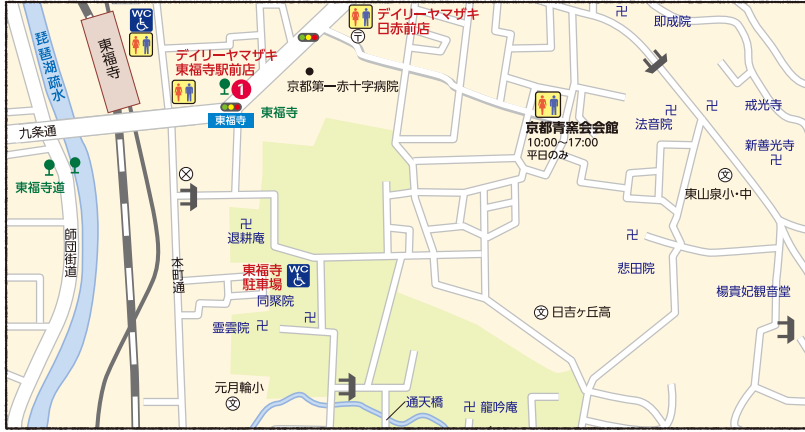 デイリーヤマザキ
日赤前店
〒
即成院
WC
琵琶湖疏水
東福寺
デイリーヤマザキ
東福寺駅前店
1
京都第一赤十字病院
東福寺
東福寺
九条通
京都青窯会会館
10:00〜17:00
平日のみ
法音院
戒光寺
新善光寺
東福寺道
文
東山泉小・中
師団街道
本町通
退耕庵
悲田院
東福寺
駐車場
WC
同聚院
楊貴妃観音堂
霊雲院
文
日吉ヶ丘高
元月輪小
文
通天橋
龍吟庵